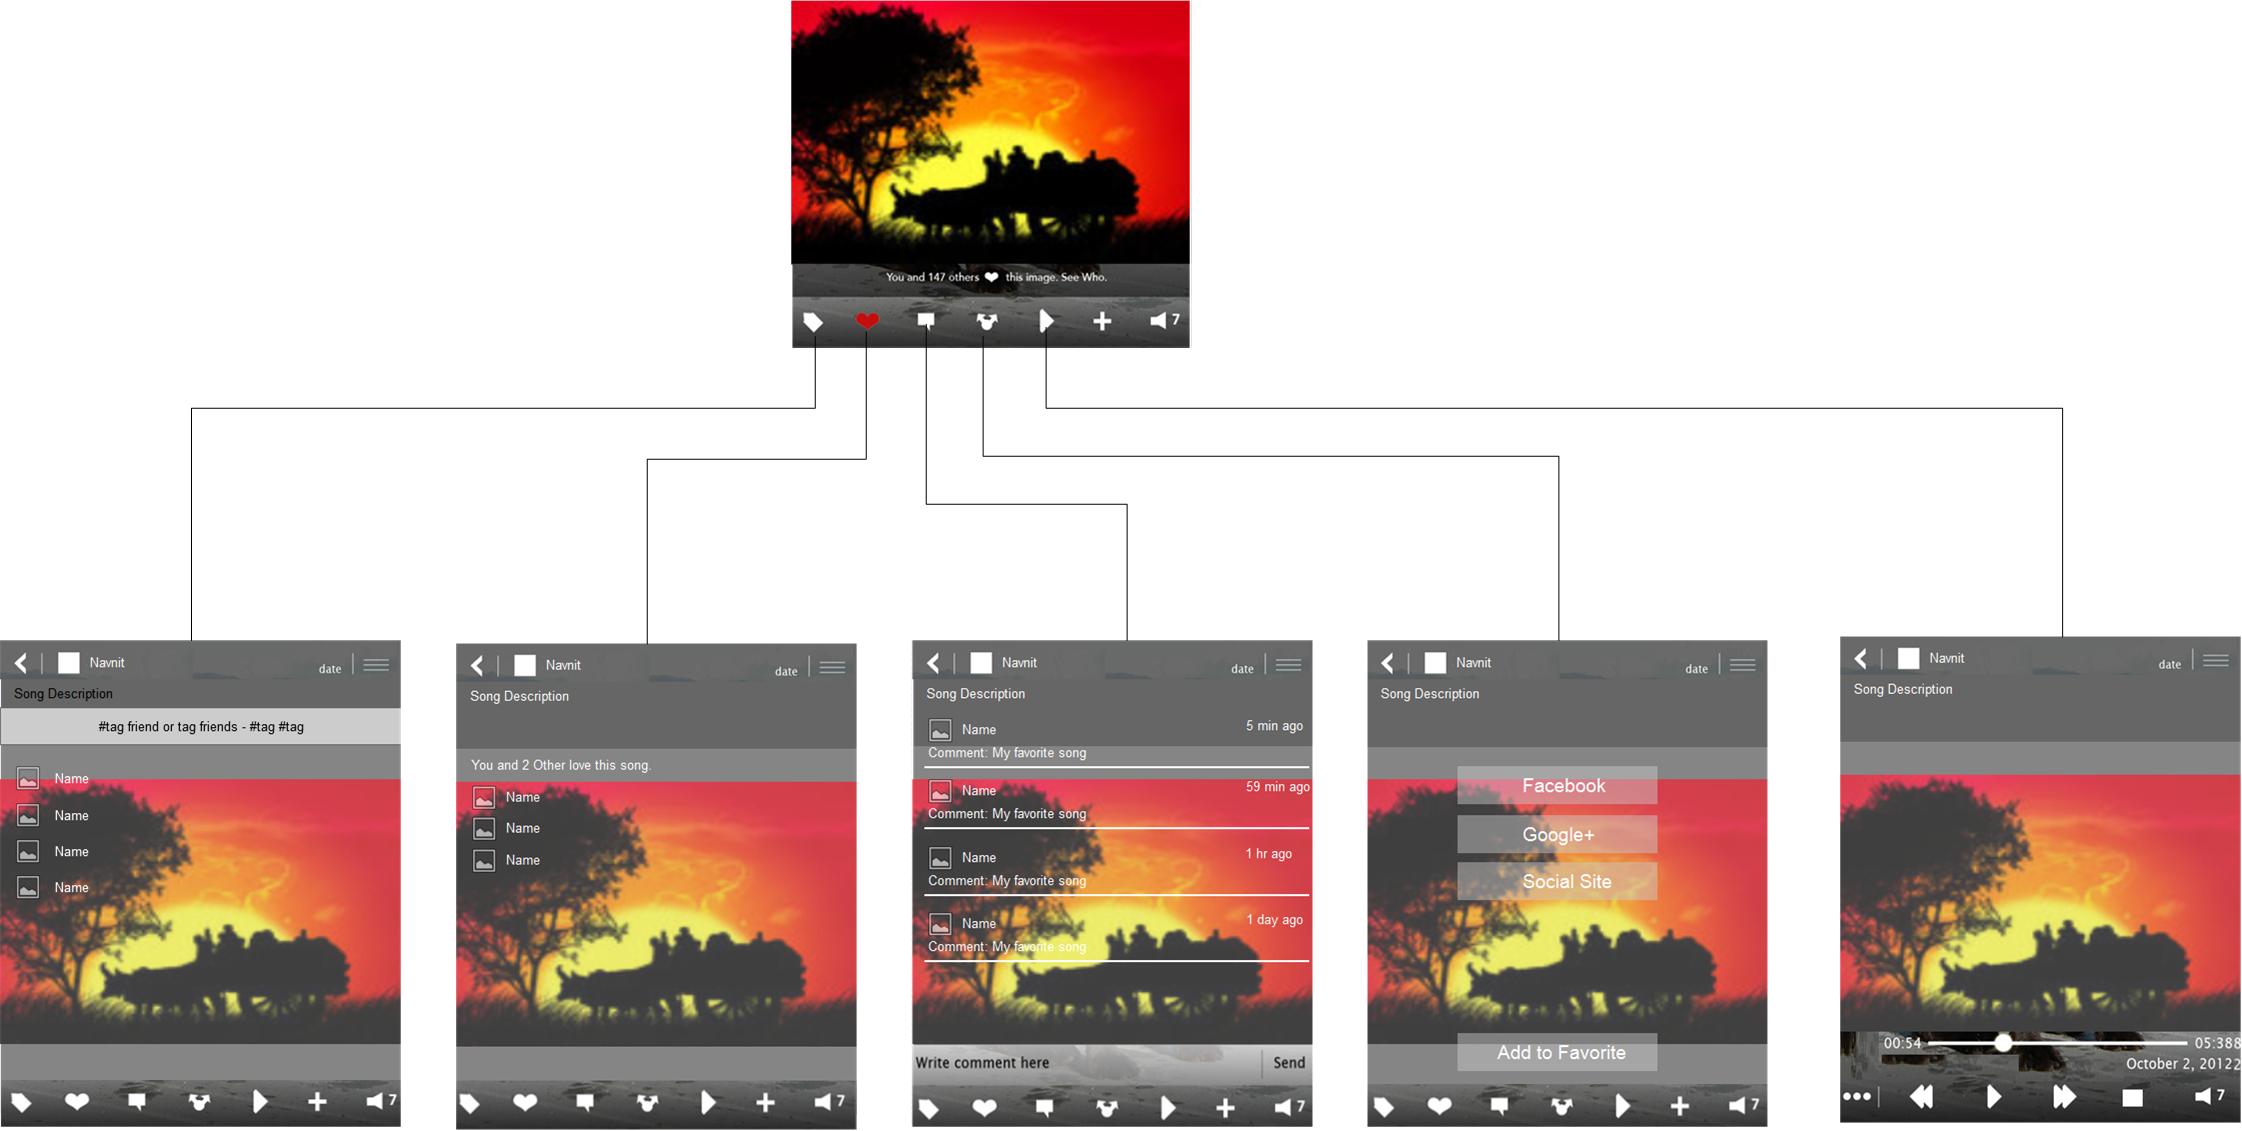 You and 147 others this image. See Who.
7
Navnit
date
Song Description
#tag friend or tag friends - #tag #tag
Name
Name
Name
Name
7
Navnit
date
Song Description
You and 2 Other love this song.
Name
Name
Name
7
Navnit
date
Song Description
Name 5 min ago
Comment: My favorite song
Name 59 min ago
Comment: My favorite song
Name 1 hr ago
Comment: My favorite song
Name 1 day ago
Comment: My favorite song
Write comment here Send
7
Navnit
date
Song Description
Facebook
Google+
Social Site
Add to Favorite
7
Navnit
date
Song Description
00:54 05:388
October 2, 20122
7